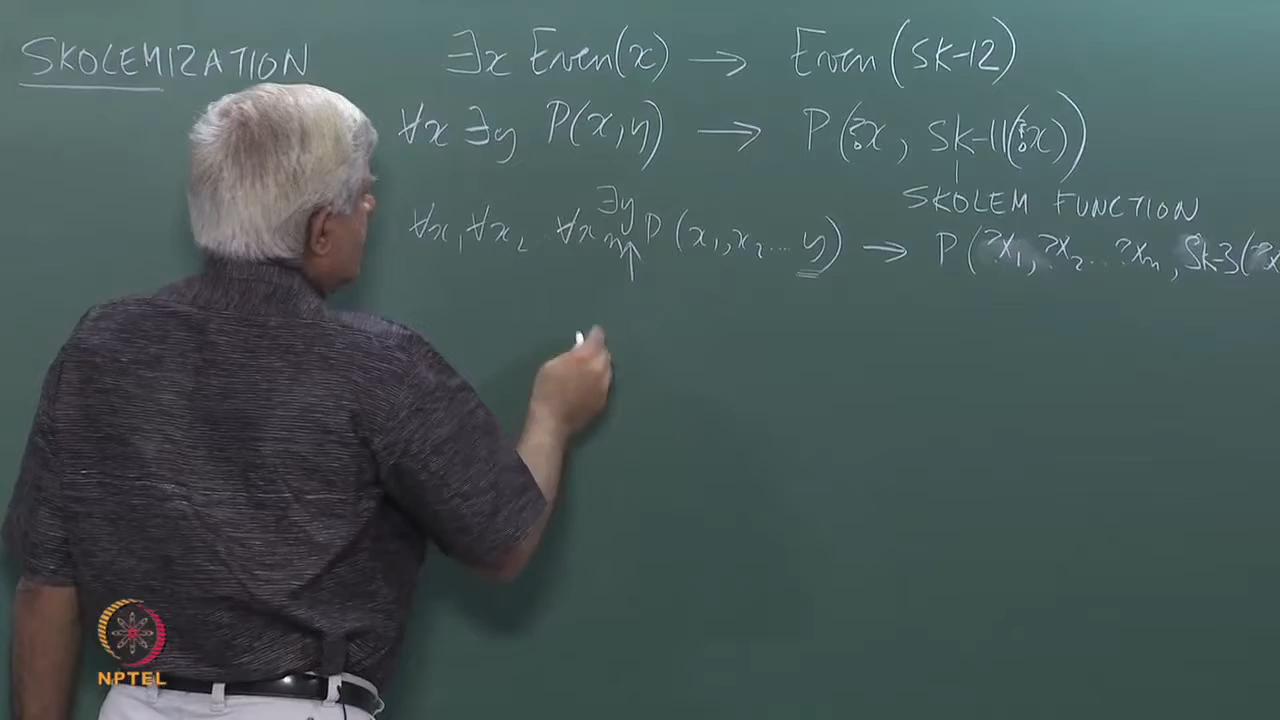 SKOLEMIZATION
∃x Even(x) → Even(SK-12)
∀x ∃y P(x,y) → P(?x, SK-11(?x))
SKOLEM FUNCTION
∃y
∀x₁∀x₂ .. ∀xₙ P(x₁,x₂...y) → P(?x₁,?x₂...?xₙ, SK-3(?x
NPTEL